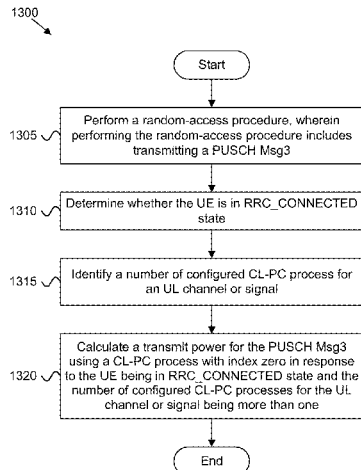 1300
Start
1305
Perform a random-access procedure, wherein
performing the random-access procedure includes
transmitting a PUSCH Msg3
1310
Determine whether the UE is in RRC_CONNECTED
state
1315
Identify a number of configured CL-PC process for
an UL channel or signal
1320
Calculate a transmit power for the PUSCH Msg3
using a CL-PC process with index zero in response
to the UE being in RRC_CONNECTED state and the
number of configured CL-PC processes for the UL
channel or signal being more than one
End